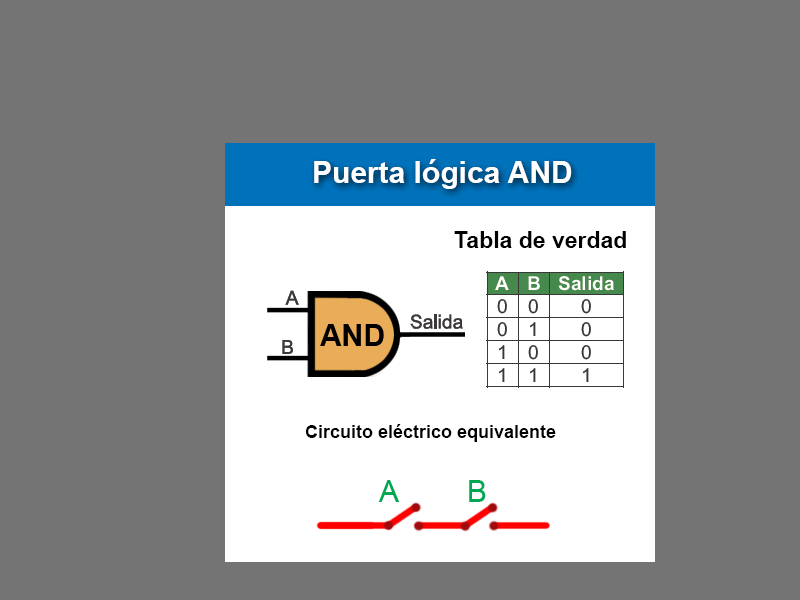 Puerta lógica AND
Tabla de verdad
A
B
AND
Salida
A B Salida
0 0 0
0 1 0
1 0 0
1 1 1
Circuito eléctrico equivalente
A B